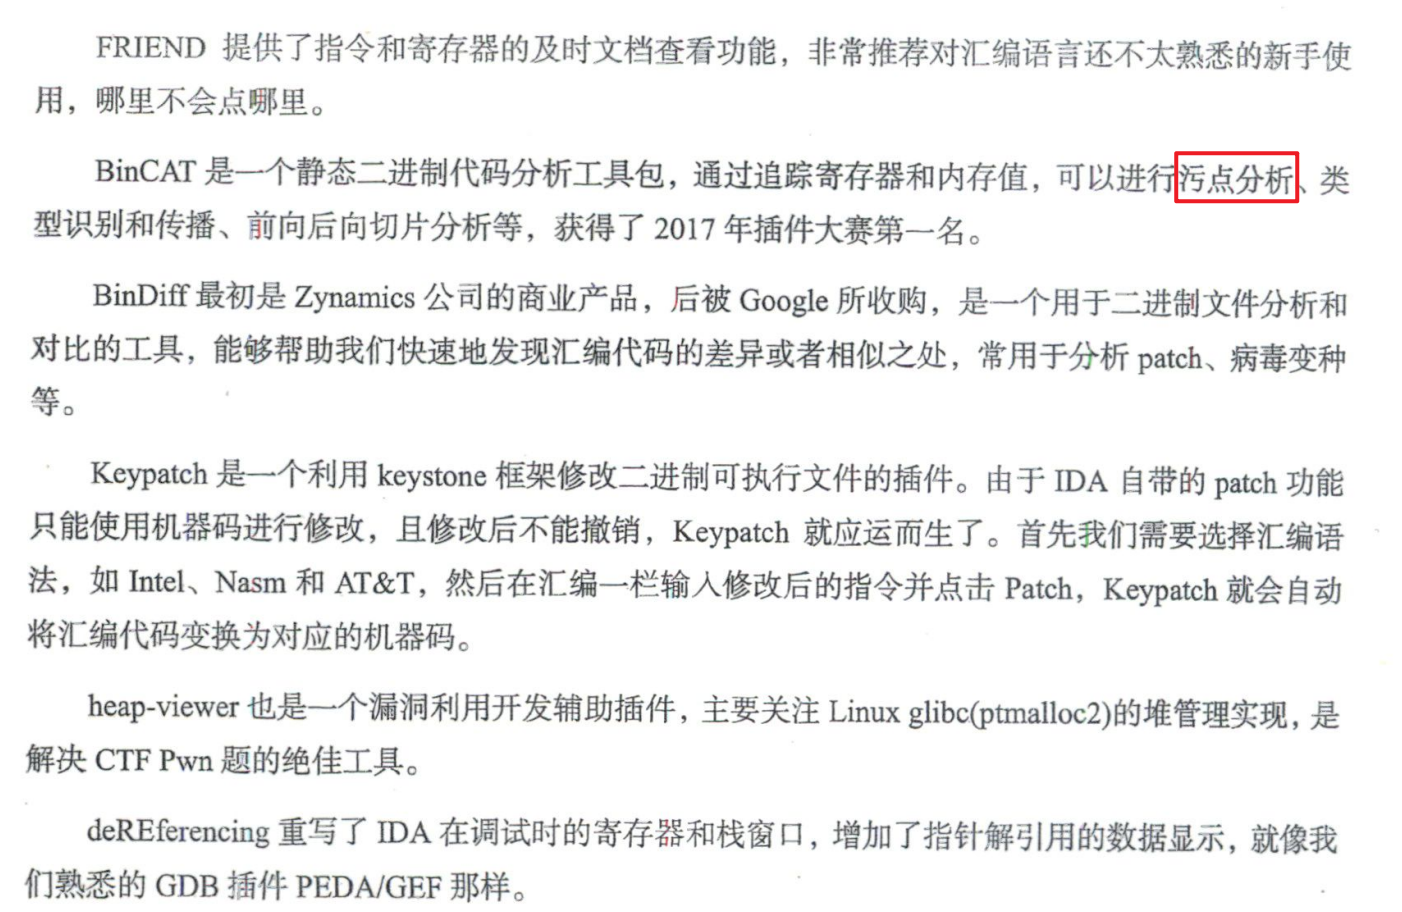 FRIEND 提供了指令和寄存器的及时文档查看功能，非常推荐对汇编语言还不太熟悉的新手使
用，哪里不会点哪里。
BinCAT 是一个静态二进制代码分析工具包，通过追踪寄存器和内存值，可以进行污点分析、类
型识别和传播、前向后向切片分析等，获得了 2017 年插件大赛第一名。
BinDiff 最初是 Zynamics 公司的商业产品，后被 Google 所收购，是一个用于二进制文件分析和
对比的工具，能够帮助我们快速地发现汇编代码的差异或者相似之处，常用于分析 patch、病毒变种
等。
Keypatch 是一个利用 keystone 框架修改二进制可执行文件的插件。由于 IDA 自带的 patch 功能
只能使用机器码进行修改，且修改后不能撤销，Keypatch 就应运而生了。首先我们需要选择汇编语
法，如 Intel、Nasm 和 AT&T，然后在汇编一栏输入修改后的指令并点击 Patch，Keypatch 就会自动
将汇编代码变换为对应的机器码。
heap-viewer 也是一个漏洞利用开发辅助插件，主要关注 Linux glibc(ptmalloc2)的堆管理实现，是
解决 CTF Pwn 题的绝佳工具。
deREferencing 重写了 IDA 在调试时的寄存器和栈窗口，增加了指针解引用的数据显示，就像我
们熟悉的 GDB 插件 PEDA/GEF 那样。